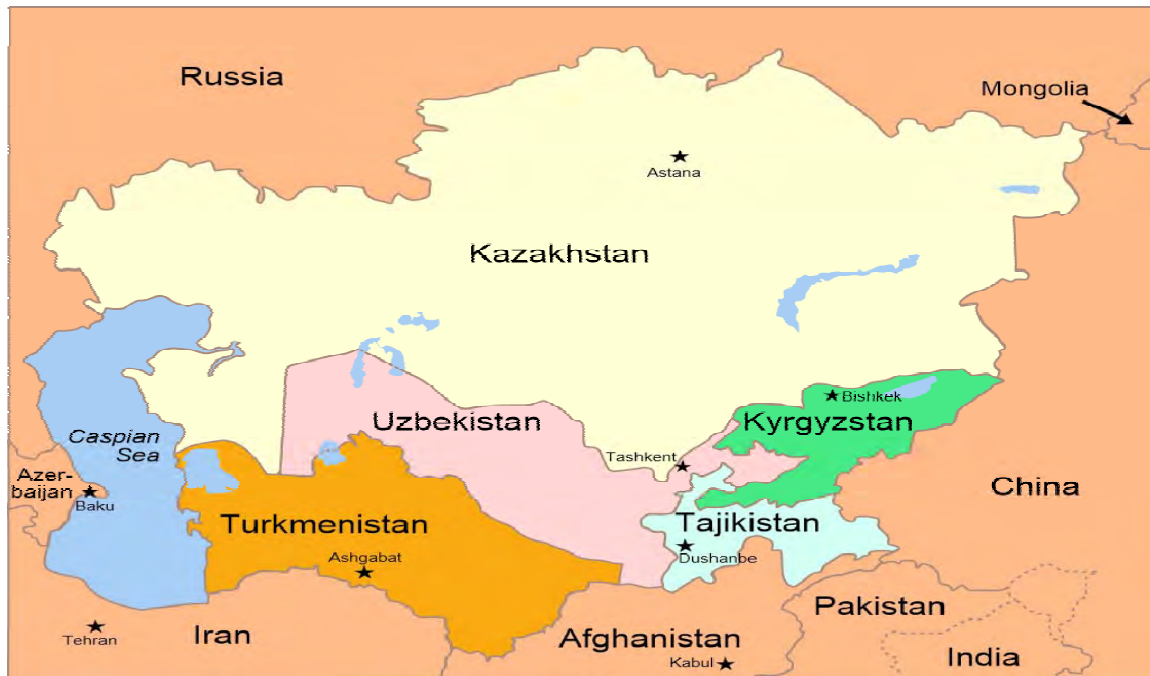 Russia
Mongolia
Astana
Kazakhstan
Bishkek
Uzbekistan
Kyrgyzstan
Caspian
Sea
Tashkent
Azer-
baijan
Baku
China
Turkmenistan
Tajikistan
Ashgabat
Dushanbe
Pakistan
Tehran
Iran
Afghanistan
Kabul
India